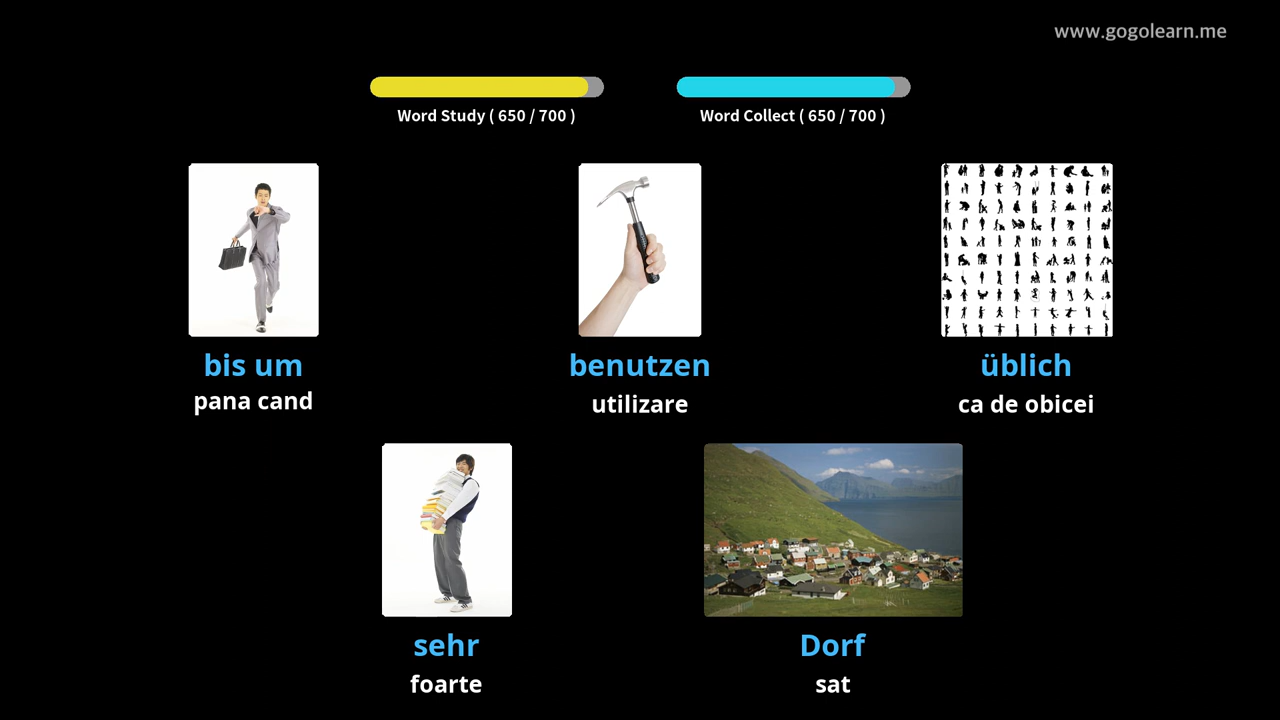 www.gogolearn.me
Word Study ( 650 / 700 )
Word Collect ( 650 / 700 )
bis um
pana cand
benutzen
utilizare
üblich
ca de obicei
sehr
foarte
Dorf
sat